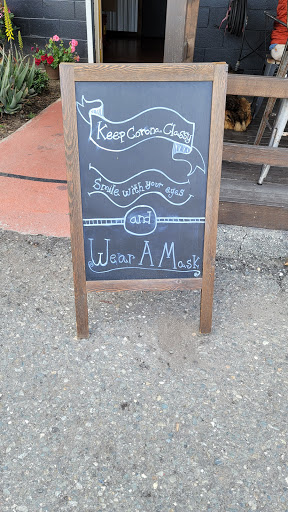 Keep Corona Classy
Smile with your eyes
and
Wear A Mask